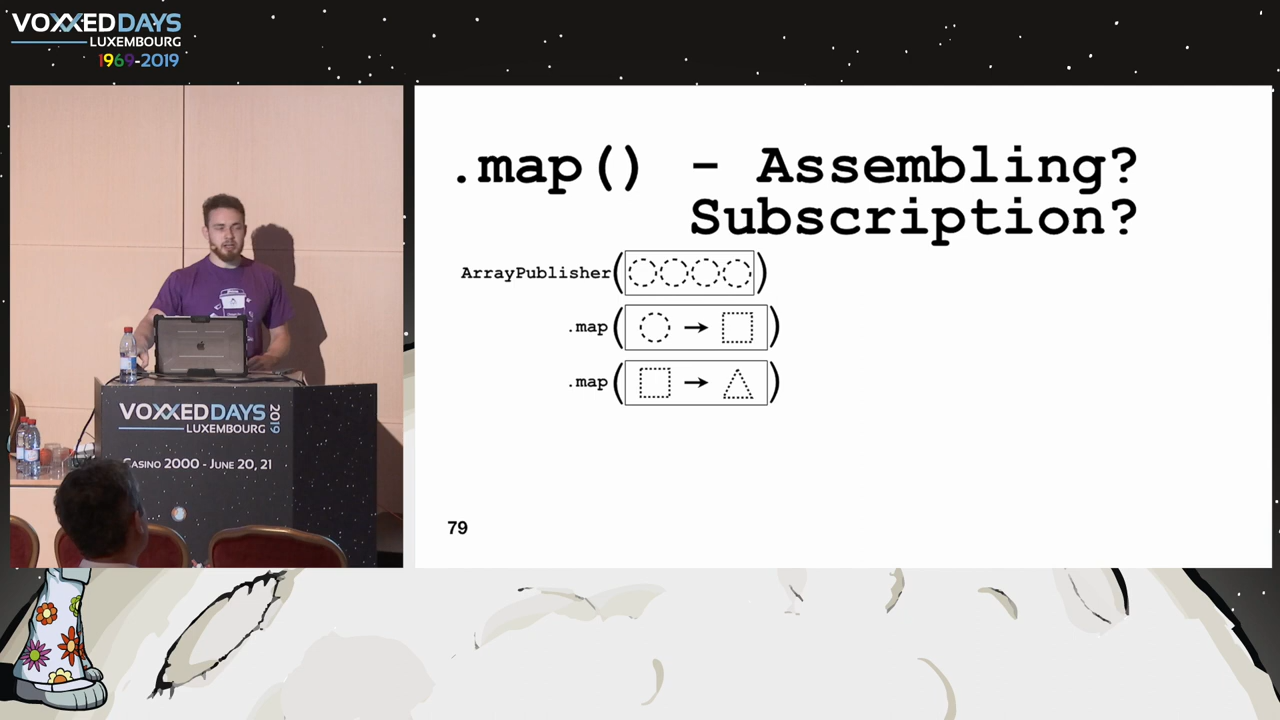 VOXXEDDAYS
LUXEMBOURG
1969-2019
.map() - Assembling?
Subscription?
ArrayPublisher( )
.map ( → )
.map ( → )
79
VOXXEDDAYS
2019
LUXEMBOURG
CASINO 2000 - JUNE 20, 21